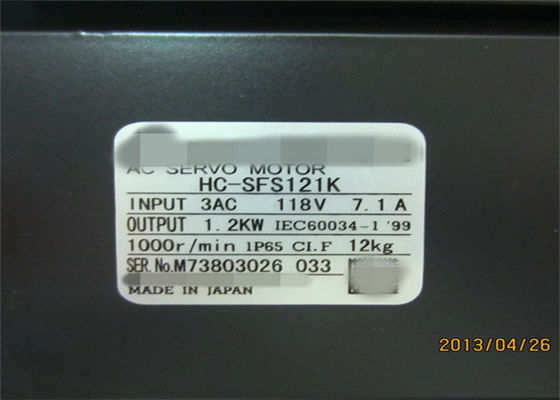 AC SERVO MOTOR
HC-SFS121K
INPUT 3AC 118V 7.1A
OUTPUT 1.2KW IEC60034-1 '99
1000r/min IP65 CI.F 12kg
SER.No.M73803026 033
MADE IN JAPAN
2013/04/26